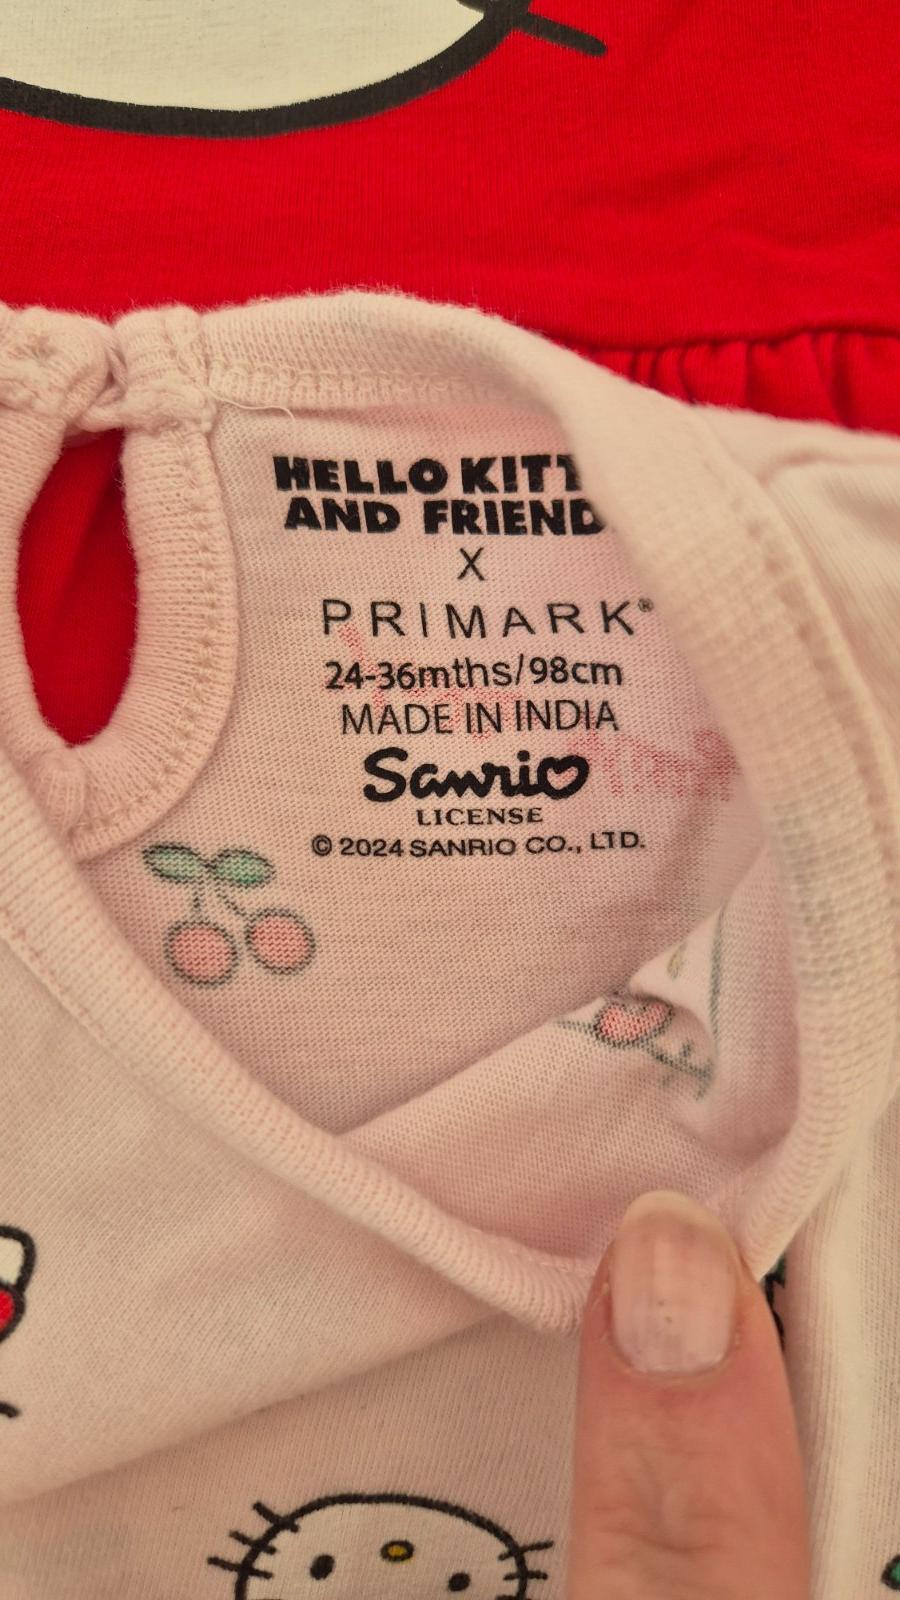 HELLO KITT
AND FRIEND
X
PRIMARK®
24-36mths/98cm
MADE IN INDIA
Sanrio
LICENSE
© 2024 SANRIO CO., LTD.